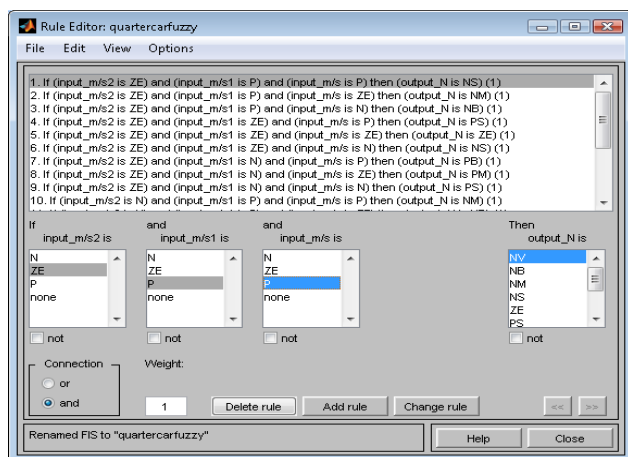 Rule Editor: quartercarfuzzy
File Edit View Options
1. If (input_m/s2 is ZE) and (input_m/s1 is P) and (input_m/s is P) then (output_N is NS) (1)
2. If (input_m/s2 is ZE) and (input_m/s1 is P) and (input_m/s is ZE) then (output_N is NM) (1)
3. If (input_m/s2 is ZE) and (input_m/s1 is P) and (input_m/s is N) then (output_N is NB) (1)
4. If (input_m/s2 is ZE) and (input_m/s1 is ZE) and (input_m/s is P) then (output_N is PS) (1)
5. If (input_m/s2 is ZE) and (input_m/s1 is ZE) and (input_m/s is ZE) then (output_N is ZE) (1)
6. If (input_m/s2 is ZE) and (input_m/s1 is ZE) and (input_m/s is N) then (output_N is NS) (1)
7. If (input_m/s2 is ZE) and (input_m/s1 is N) and (input_m/s is P) then (output_N is PB) (1)
8. If (input_m/s2 is ZE) and (input_m/s1 is N) and (input_m/s is ZE) then (output_N is PM) (1)
9. If (input_m/s2 is ZE) and (input_m/s1 is N) and (input_m/s is N) then (output_N is PS) (1)
10. If (input_m/s2 is N) and (input_m/s1 is P) and (input_m/s is P) then (output_N is NM) (1)
If and and Then
input_m/s2 is input_m/s1 is input_m/s is output_N is
N N N NV
ZE ZE ZE NB
P P P NM
none none none NS
ZE
PS
not not not not
Connection Weight:
or
and 1 Delete rule Add rule Change rule << >>
Renamed FIS to "quartercarfuzzy" Help Close